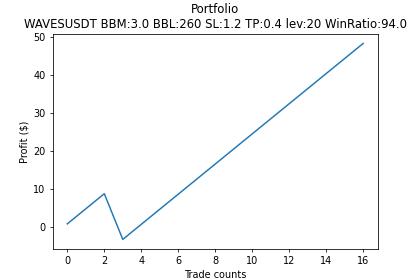 Portfolio
WAVESUSDT BBM:3.0 BBL:260 SL:1.2 TP:0.4 lev:20 WinRatio:94.0
50
40
30
20
10
0
Profit ($)
0 2 4 6 8 10 12 14 16
Trade counts